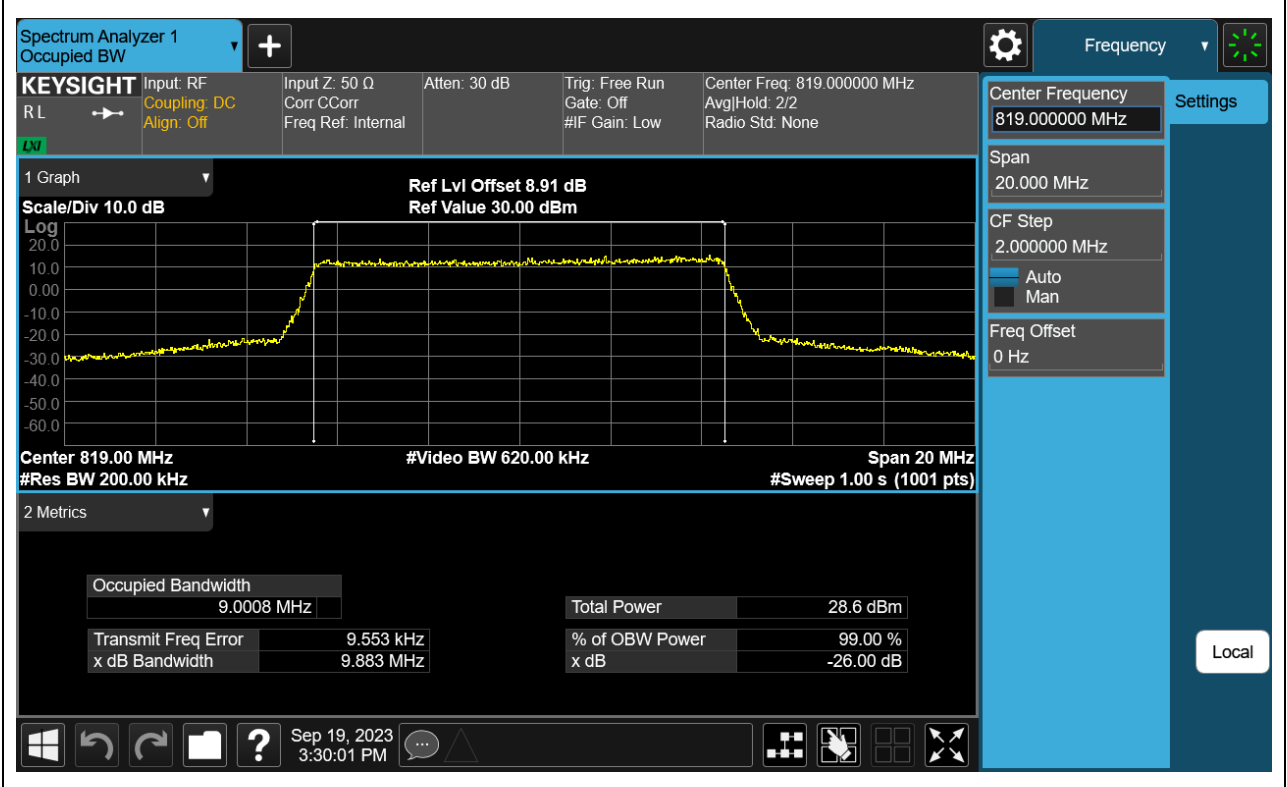 Spectrum Analyzer 1
Occupied BW
Frequency
KEYSIGHT
R L
LXI
Input: RF
Coupling: DC
Align: Off
Input Z: 50 Ω
Corr CCorr
Freq Ref: Internal
Atten: 30 dB
Trig: Free Run
Gate: Off
#IF Gain: Low
Center Freq: 819.000000 MHz
Avg|Hold: 2/2
Radio Std: None
Center Frequency
819.000000 MHz
Settings
Span
20.000 MHz
CF Step
2.000000 MHz
Auto
Man
Freq Offset
0 Hz
1 Graph
Ref Lvl Offset 8.91 dB
Scale/Div 10.0 dB
Ref Value 30.00 dBm
Log
20.0
10.0
0.00
-10.0
-20.0
-30.0
-40.0
-50.0
-60.0
Center 819.00 MHz
#Video BW 620.00 kHz
Span 20 MHz
#Res BW 200.00 kHz
#Sweep 1.00 s (1001 pts)
2 Metrics
Occupied Bandwidth
9.0008 MHz
Total Power 28.6 dBm
Transmit Freq Error 9.553 kHz
% of OBW Power 99.00 %
x dB Bandwidth 9.883 MHz
x dB -26.00 dB
Local
?
Sep 19, 2023
3:30:01 PM